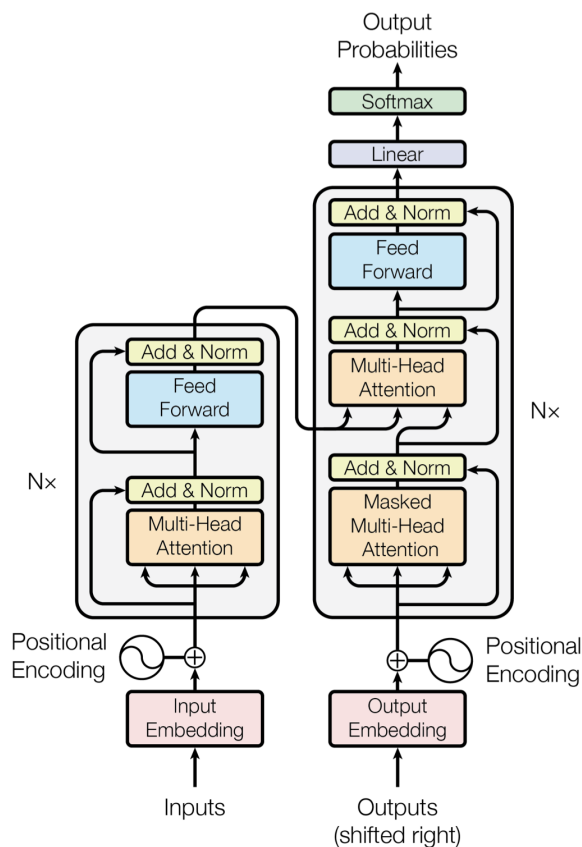 Output
Probabilities
Softmax
Linear
Add & Norm
Feed
Forward
Add & Norm
Multi-Head
Attention
Add & Norm
Masked
Multi-Head
Attention
N×
Add & Norm
Feed
Forward
Add & Norm
Multi-Head
Attention
N×
Positional
Encoding
Positional
Encoding
Input
Embedding
Output
Embedding
Inputs
Outputs
(shifted right)